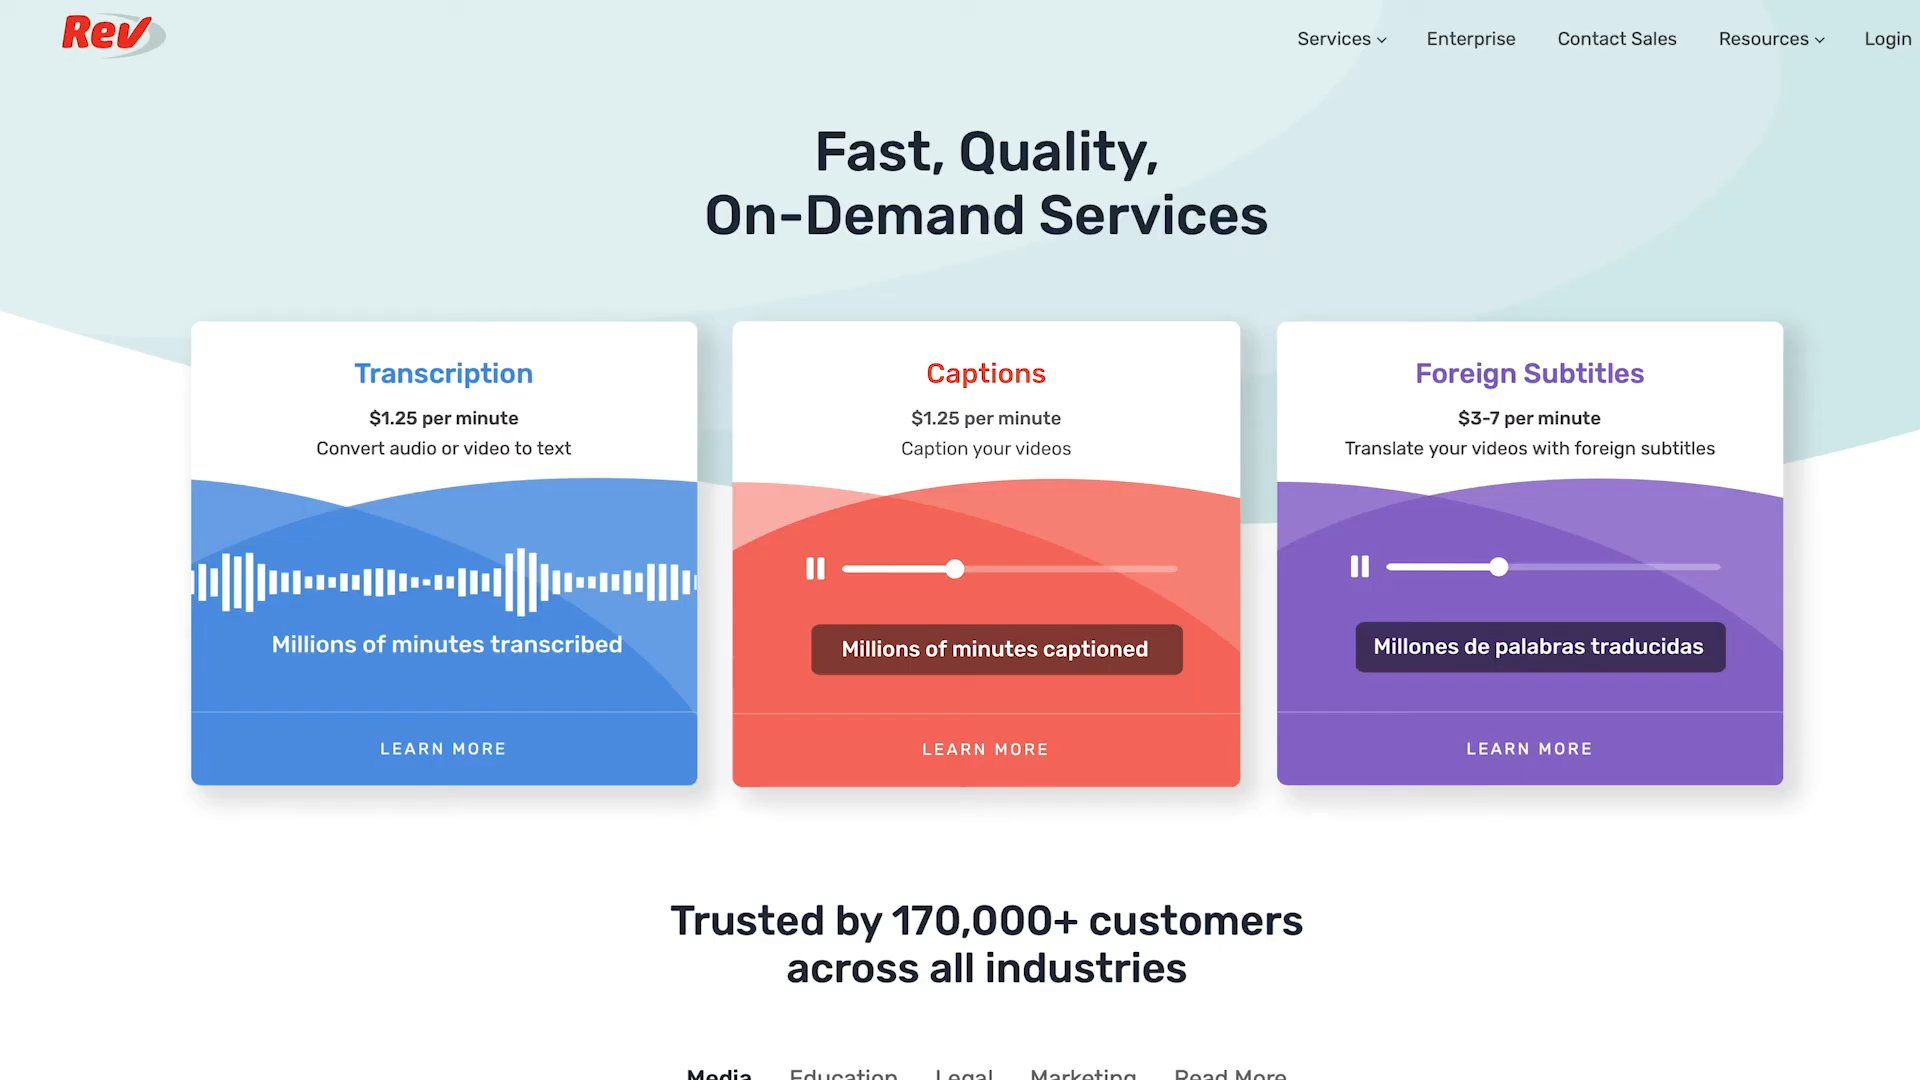 Rev
Services
Enterprise
Contact Sales
Resources
Login
Fast, Quality,
On-Demand Services
Transcription
$1.25 per minute
Convert audio or video to text
Millions of minutes transcribed
LEARN MORE
Captions
$1.25 per minute
Caption your videos
Millions of minutes captioned
LEARN MORE
Foreign Subtitles
$3-7 per minute
Translate your videos with foreign subtitles
Millones de palabras traducidas
LEARN MORE
Trusted by 170,000+ customers
across all industries
Media
Education
Legal
Marketing
Read More